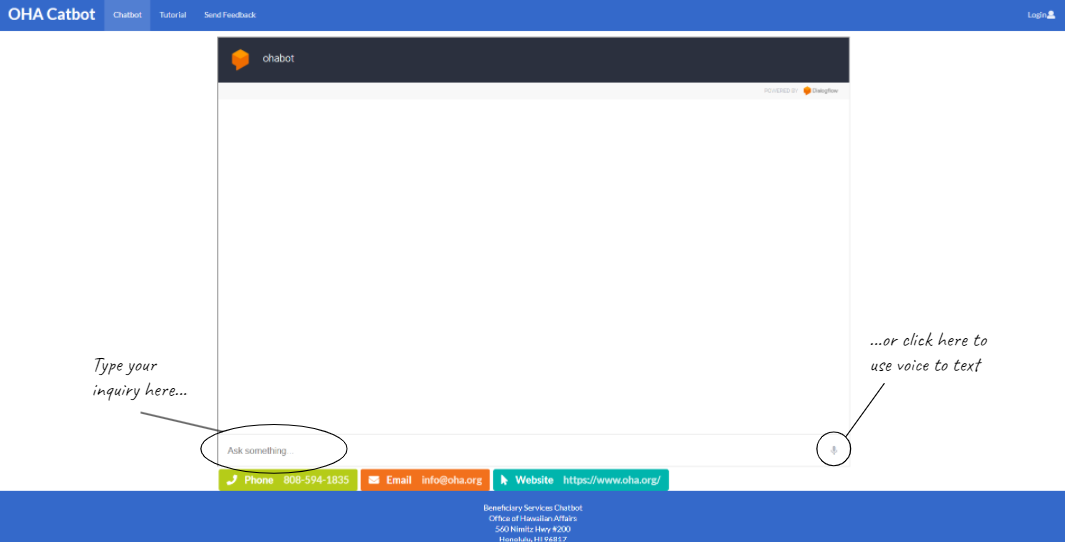 OHA Catbot Chatbot Tutorial Send Feedback Login
ohabot
POWERED BY Dialogflow
...or click here to
use voice to text
Type your
inquiry here...
Ask something...
Phone 808-594-1835 Email info@oha.org Website https://www.oha.org/
Beneficiary Services Chatbot
Office of Hawaiian Affairs
560 Nimitz Hwy #200
Honolulu, HI 96817